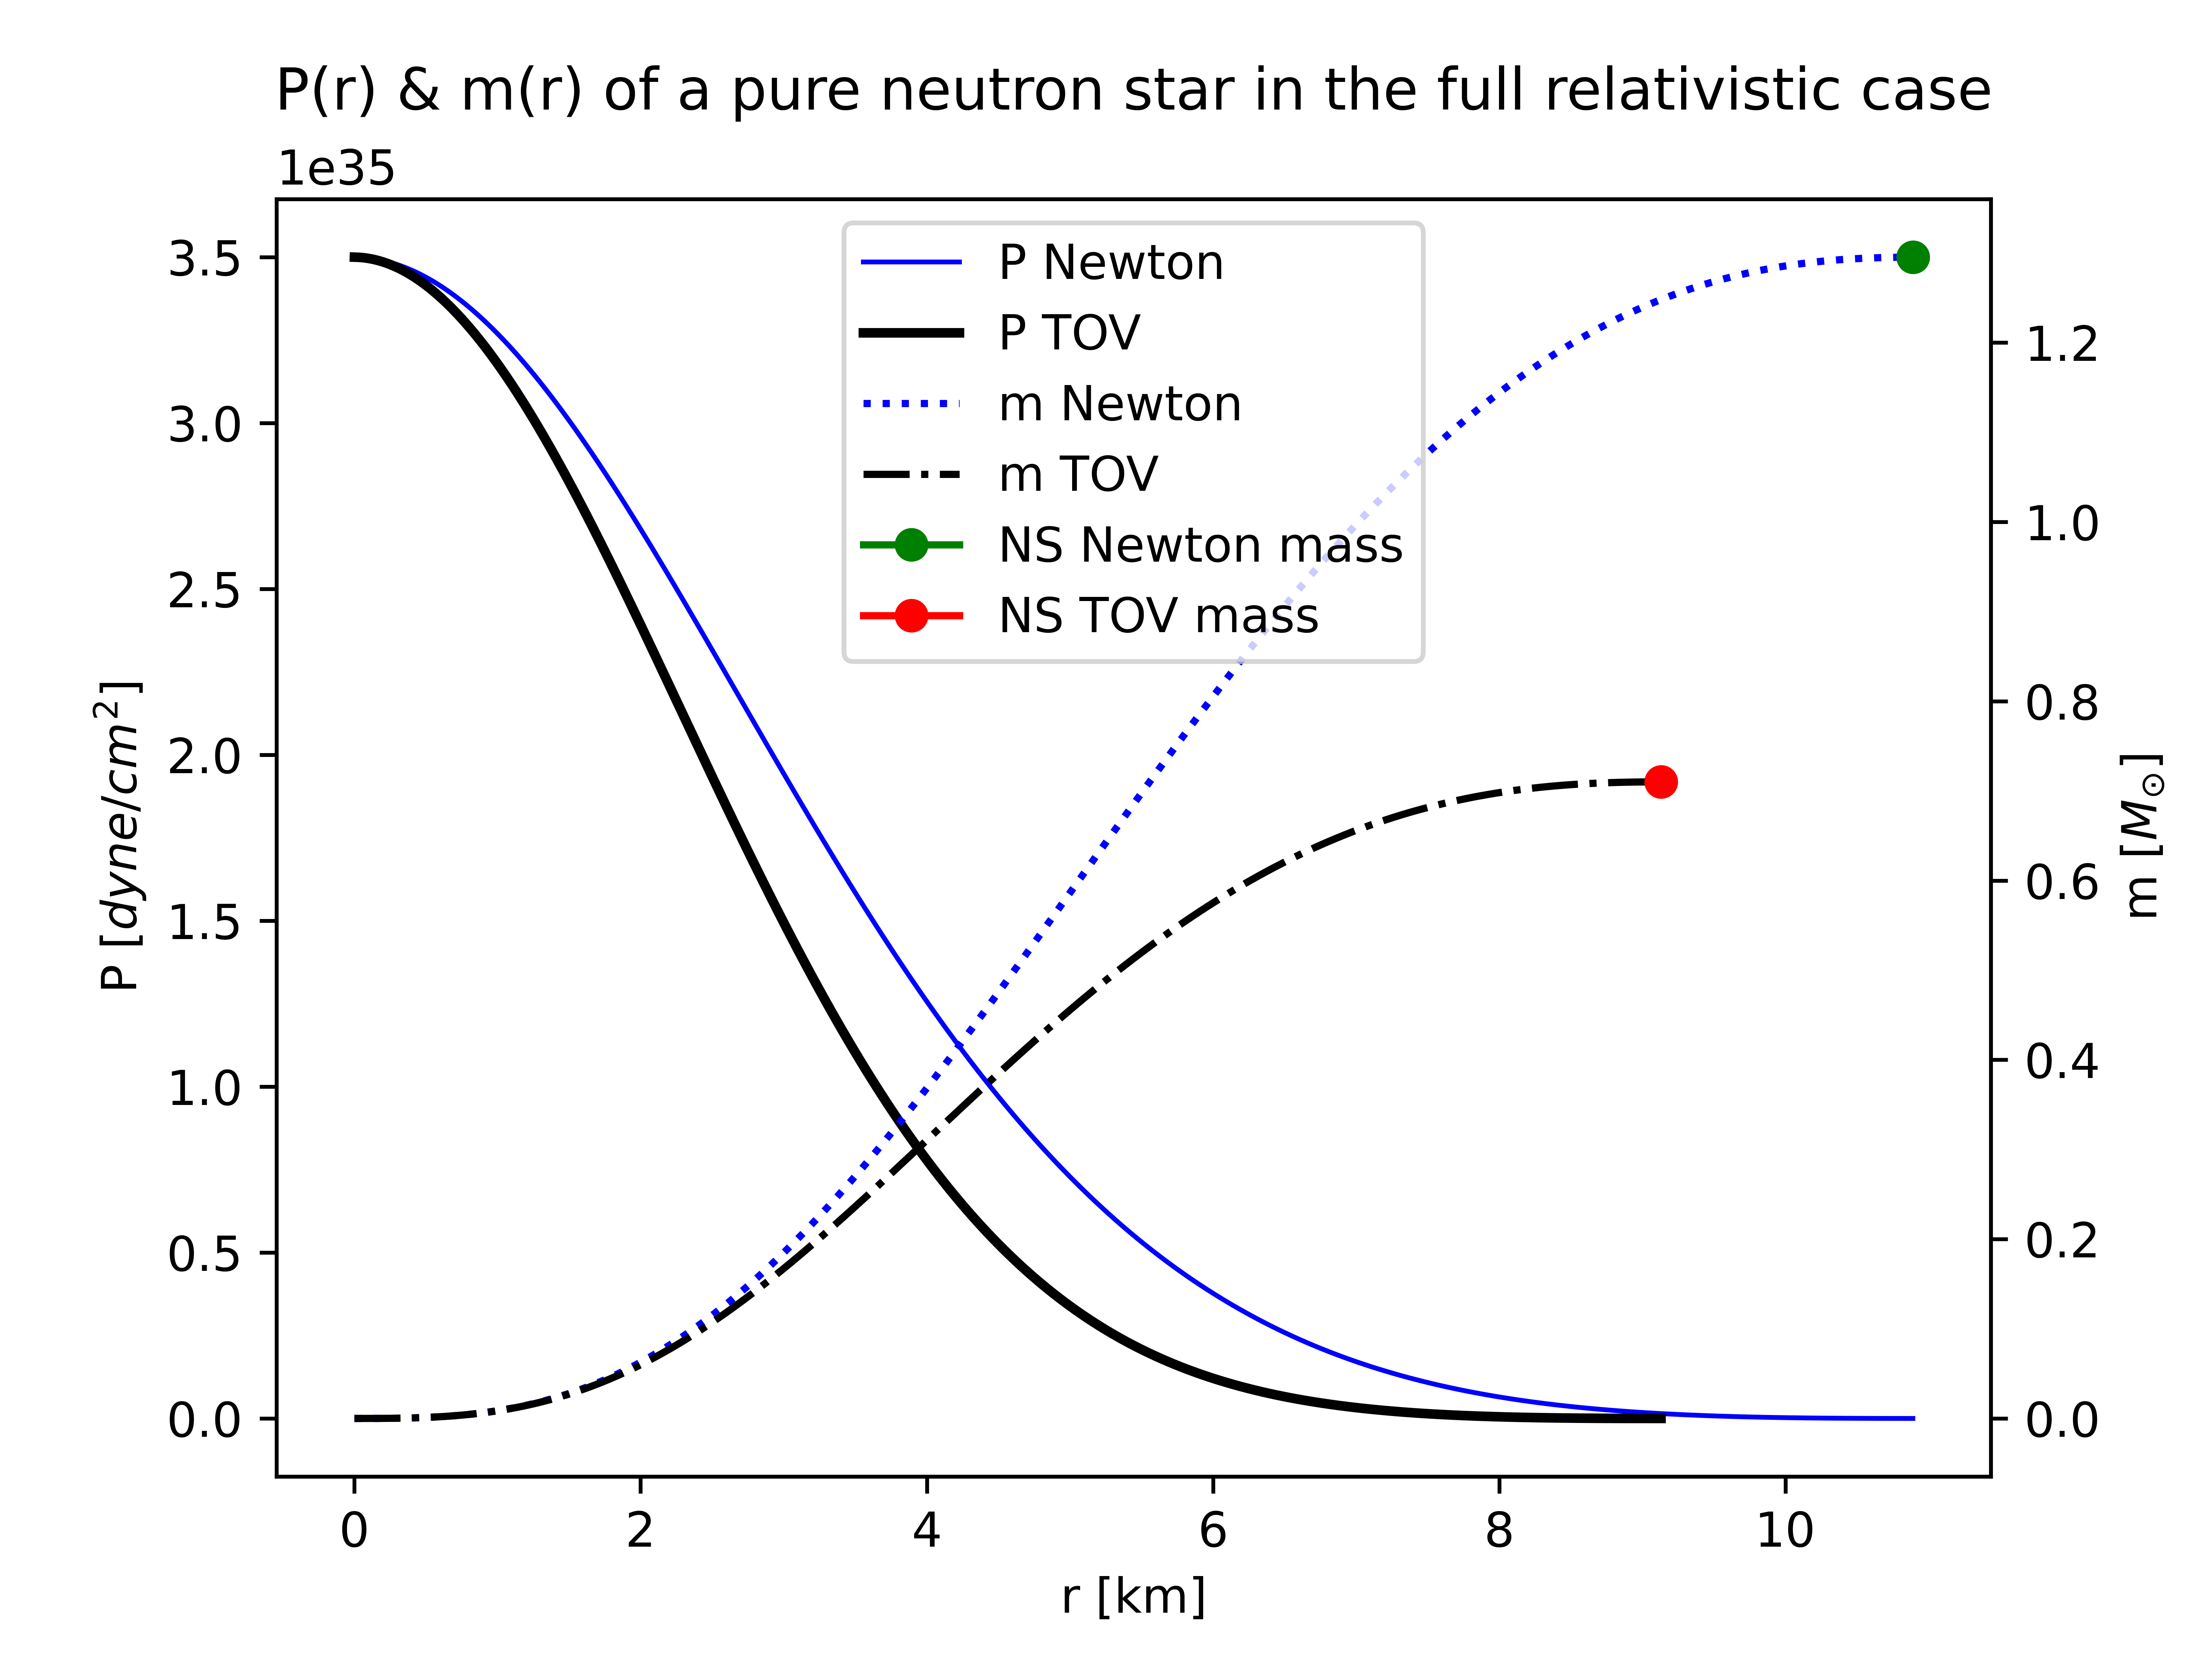 P(r) & m(r) of a pure neutron star in the full relativistic case
1e35
3.5
3.0
2.5
2.0
1.5
1.0
0.5
0.0
P [dyne/cm²]
P Newton
P TOV
m Newton
m TOV
NS Newton mass
NS TOV mass
1.2
1.0
0.8
0.6
0.4
0.2
0.0
m [M☉]
0 2 4 6 8 10
r [km]